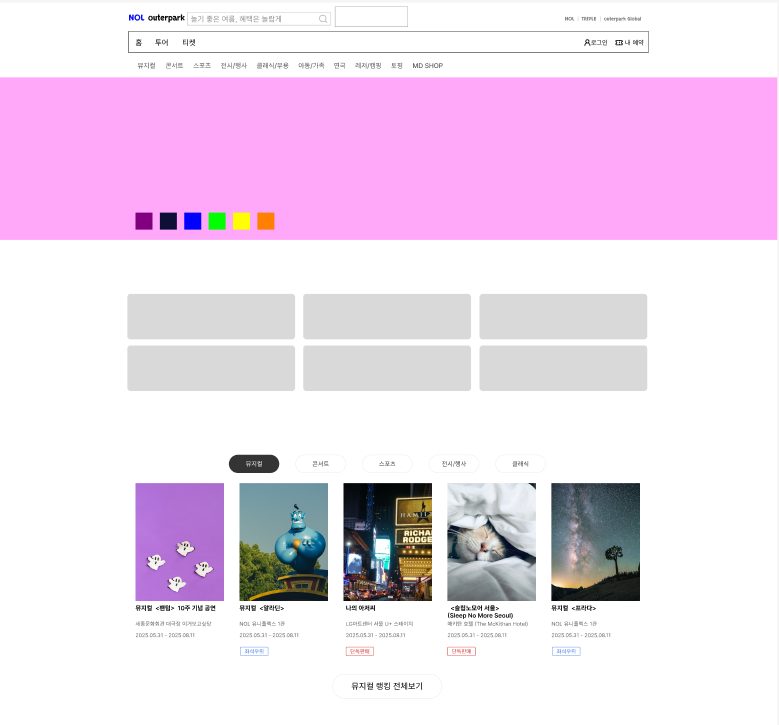 NOL outerpark
놀기 좋은 여름, 혜택은 놀랍게
NOL | TRIPLE | outerpark Global
홈 투어 티켓
로그인 내 예약
뮤지컬 콘서트 스포츠 전시/행사 클래식/무용 아동/가족 연극 레저/캠핑 토핑 MD SHOP
뮤지컬 콘서트 스포츠 전시/행사 클래식
HAMIL
RICHA
RODGE
뮤지컬 <팬텀> 10주 기념 공연
세종문화회관 대극장
2025.05.31 - 2025.08.11
뮤지컬 <알라딘>
NOL 유니플렉스 1관
2025.05.31 - 2025.08.11
좌석우위
나의 아저씨
LG아트센터 서울 U+ 스테이지
2025.05.31 - 2025.08.11
단독판매
<슬립노모어 서울>
(Sleep No More Seoul)
매키탄 호텔 (The McKithan Hotel)
2025.05.31 - 2025.08.11
단독판매
뮤지컬 <프라다>
NOL 유니플렉스 1관
2025.05.31 - 2025.08.11
좌석우위
뮤지컬 랭킹 전체보기